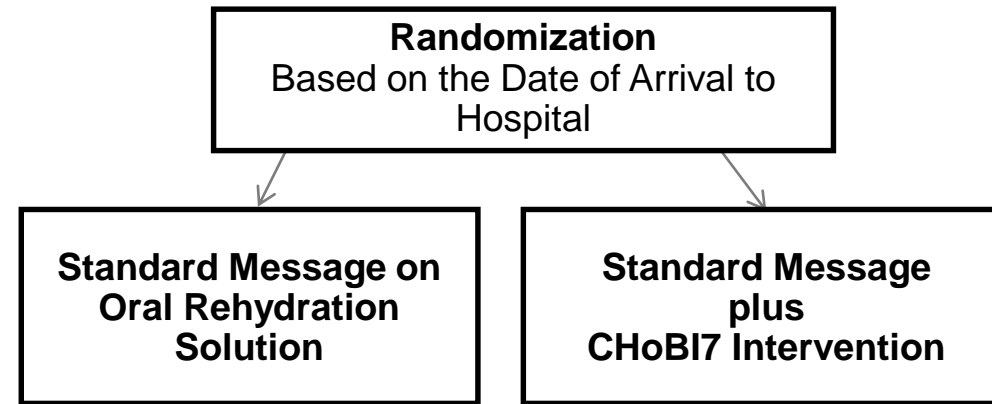 Randomization
Based on the Date of Arrival to
Hospital
Standard Message on
Oral Rehydration
Solution
Standard Message
plus
CHoBI7 Intervention